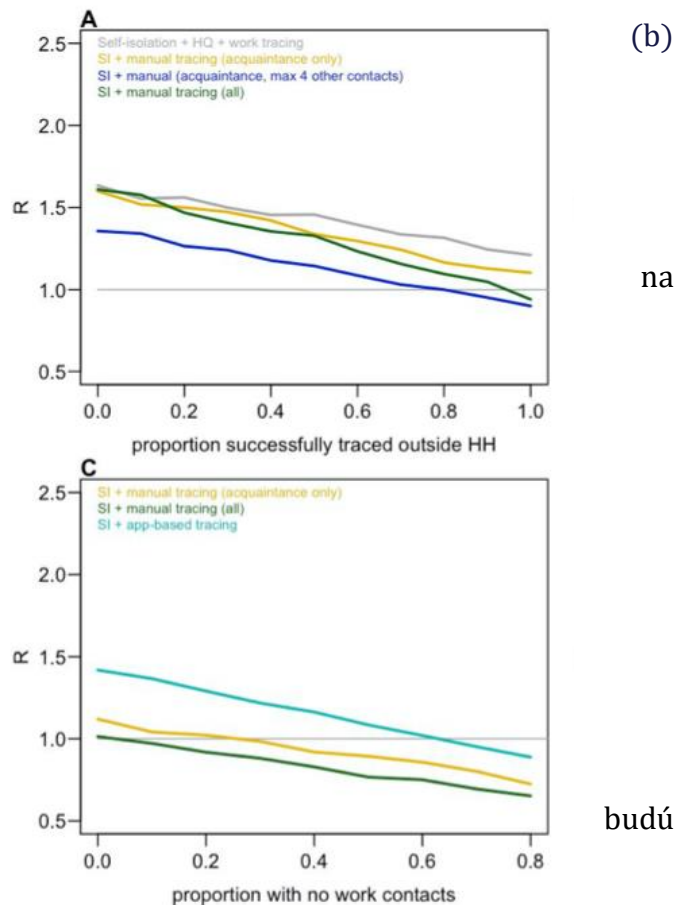 A
(b)
2.5
Self-isolation + HQ + work tracing
SI + manual tracing (acquaintance only)
SI + manual (acquaintance, max 4 other contacts)
SI + manual tracing (all)
2.0
R
1.5
na
1.0
0.5
0.0 0.2 0.4 0.6 0.8 1.0
proportion successfully traced outside HH
C
2.5
SI + manual tracing (acquaintance only)
SI + manual tracing (all)
SI + app-based tracing
2.0
R
1.5
1.0
0.5
budú
0.0 0.2 0.4 0.6 0.8
proportion with no work contacts